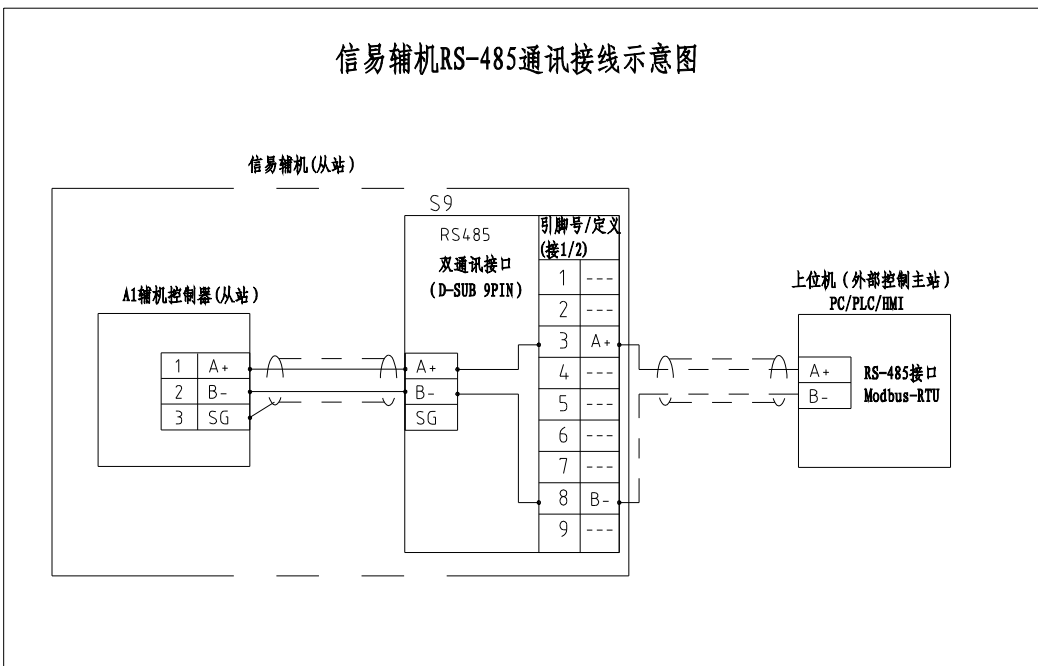 信易辅机RS-485通讯接线示意图
信易辅机(从站)
S9
RS485
双通讯接口
(D-SUB 9PIN)
引脚号/定义
(接1/2)
1 ---
2 ---
3 A+
4 ---
5 ---
6 ---
7 ---
8 B-
9 ---
A1辅机控制器(从站)
1 A+
2 B-
3 SG
A+
B-
SG
上位机(外部控制主站)
PC/PLC/HMI
A+
B-
RS-485接口
Modbus-RTU